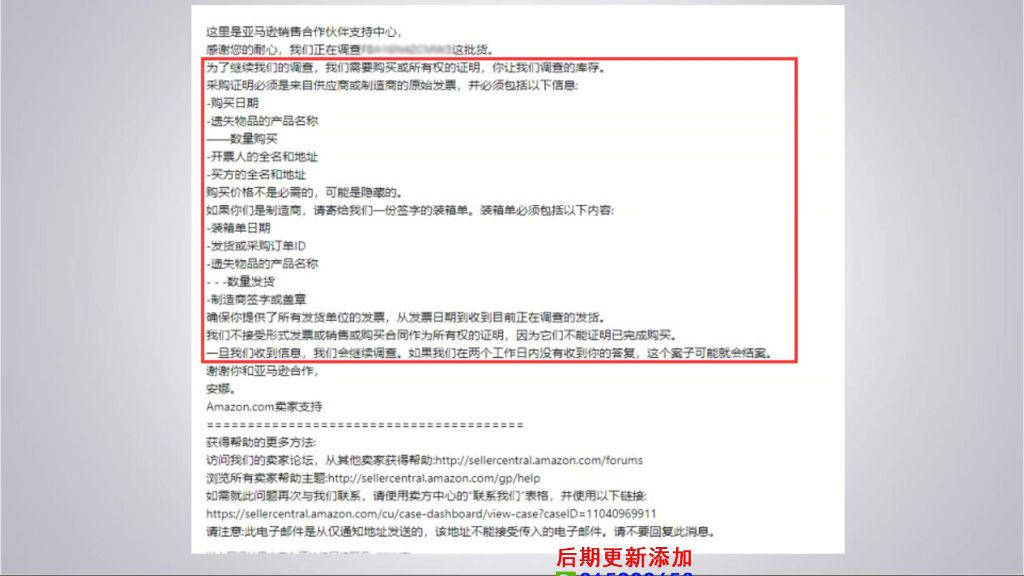 这里是亚马逊销售合作伙伴支持中心，
感谢您的耐心，我们正在调查这批货。
为了继续我们的调查，我们需要购买或所有权的证明，你让我们调查的库存。
采购证明必须是来自供应商或制造商的原始发票，并必须包括以下信息:
-购买日期
-遗失物品的产品名称
——数量购买
-开票人的全名和地址
-买方的全名和地址
购买价格不是必需的，可能是隐藏的。
如果你们是制造商，请寄给我们一份签字的装箱单。装箱单必须包括以下内容:
-装箱单日期
-发货或采购订单ID
-遗失物品的产品名称
- - -数量发货
-制造商签字或盖章
确保你提供了所有发货单位的发票，从发票日期到收到目前正在调查的发货。
我们不接受形式发票或销售或购买合同作为所有权的证明，因为它们不能证明已完成购买。
一旦我们收到信息，我们会继续调查。如果我们在两个工作日内没有收到你的答复，这个案子可能就会结案。
谢谢你和亚马逊合作，
安娜。
Amazon.com卖家支持
=======================================
获得帮助的更多方法:
访问我们的卖家论坛，从其他卖家获得帮助:http://sellercentral.amazon.com/forums
浏览所有卖家帮助主题:http://sellercentral.amazon.com/gp/help
如需就此问题再次与我们联系，请使用卖方中心的“联系我们”表格，并使用以下链接:
https://sellercentral.amazon.com/cu/case-dashboard/view-case?caseID=11040969911
请注意:此电子邮件是从仅通知地址发送的，该地址不能接受传入的电子邮件。请不要回复此消息。
后期更新添加